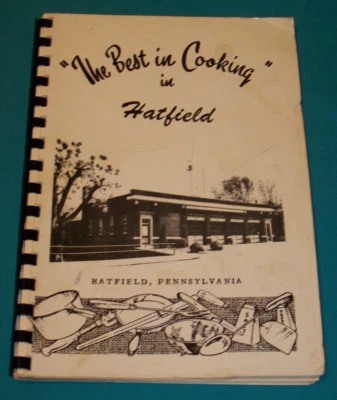 "The Best in Cooking"
in
Hatfield
HATFIELD, PENNSYLVANIA